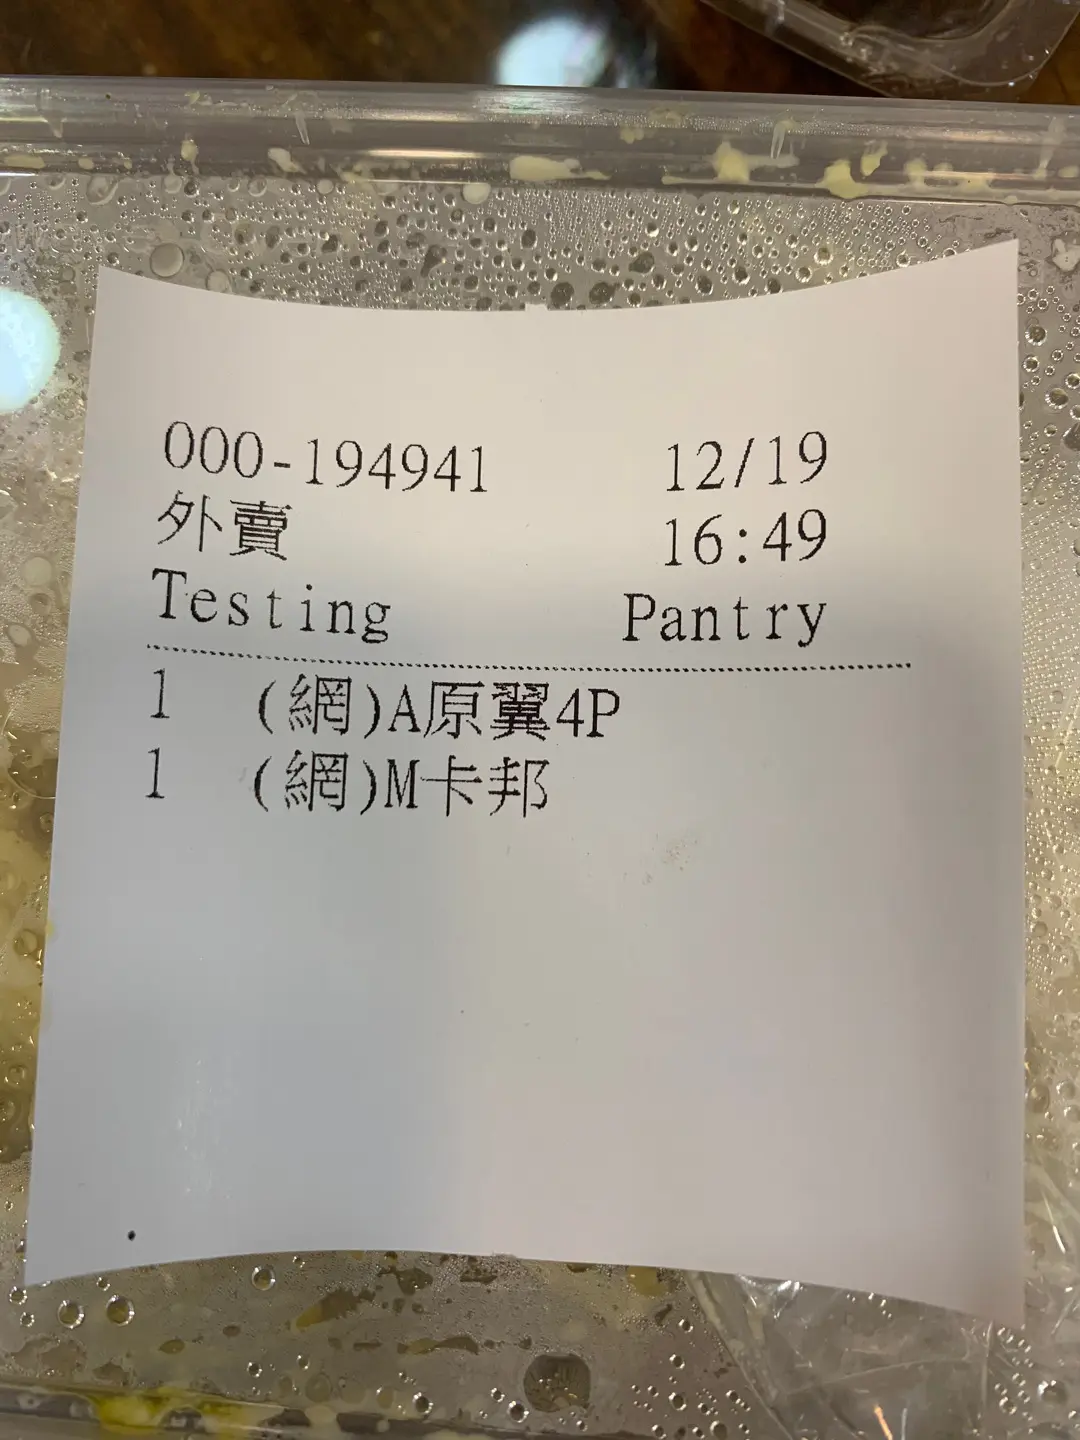 000-194941 12/19
外賣 16:49
Testing Pantry
1 (網)A原翼4P
1 (網)M卡邦